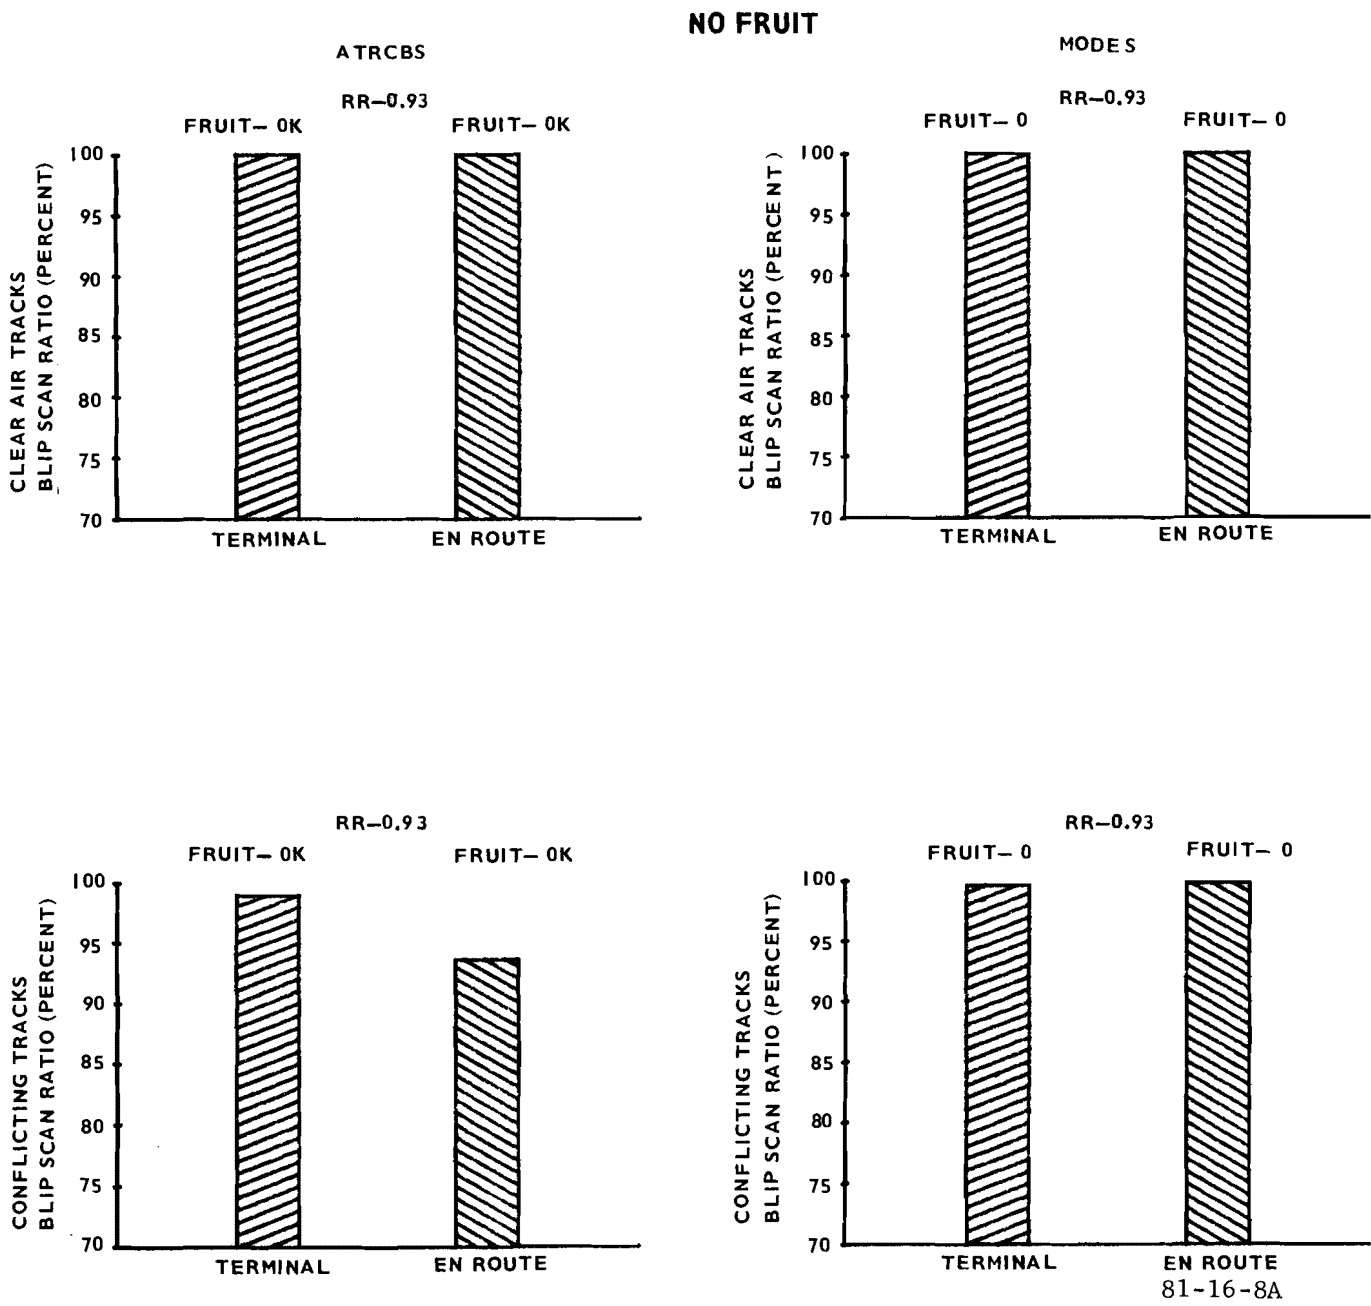 NO FRUIT
ATRCBS
RR-0.93
FRUIT- 0K
FRUIT- 0K
CLEAR AIR TRACKS
BLIP SCAN RATIO (PERCENT)
100
95
90
85
80
75
70
TERMINAL
EN ROUTE
MODES
RR-0.93
FRUIT- 0
FRUIT- 0
CLEAR AIR TRACKS
BLIP SCAN RATIO (PERCENT)
100
95
90
85
80
75
70
TERMINAL
EN ROUTE
RR-0.93
FRUIT- 0K
FRUIT- 0K
CONFLICTING TRACKS
BLIP SCAN RATIO (PERCENT)
100
95
90
85
80
75
70
TERMINAL
EN ROUTE
RR-0.93
FRUIT- 0
FRUIT- 0
CONFLICTING TRACKS
BLIP SCAN RATIO (PERCENT)
100
95
90
85
80
75
70
TERMINAL
EN ROUTE
81-16-8A